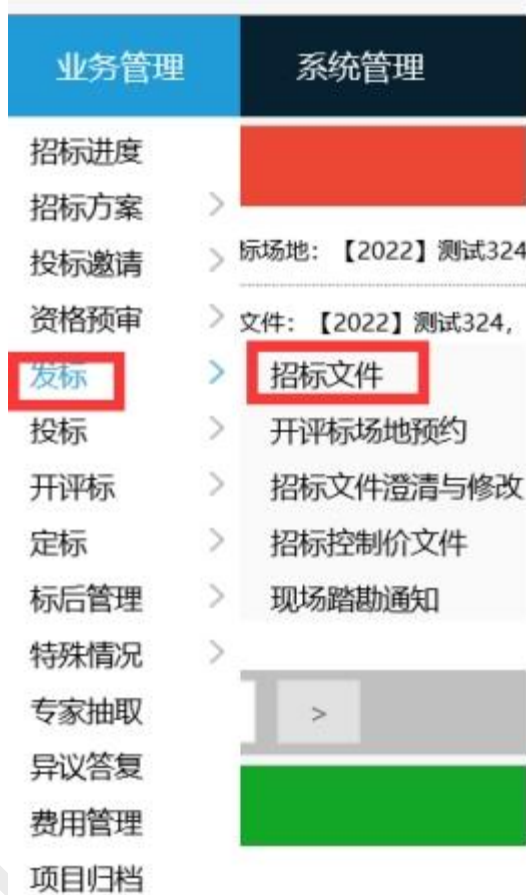 业务管理
系统管理
招标进度
招标方案 >
投标邀请 >
标场地：【2022】测试324
资格预审 >
文件：【2022】测试324，
发标 >
招标文件
投标 >
开评标场地预约
开评标 >
招标文件澄清与修改
定标 >
招标控制价文件
标后管理 >
现场踏勘通知
特殊情况 >
专家抽取
>
异议答复
费用管理
项目归档